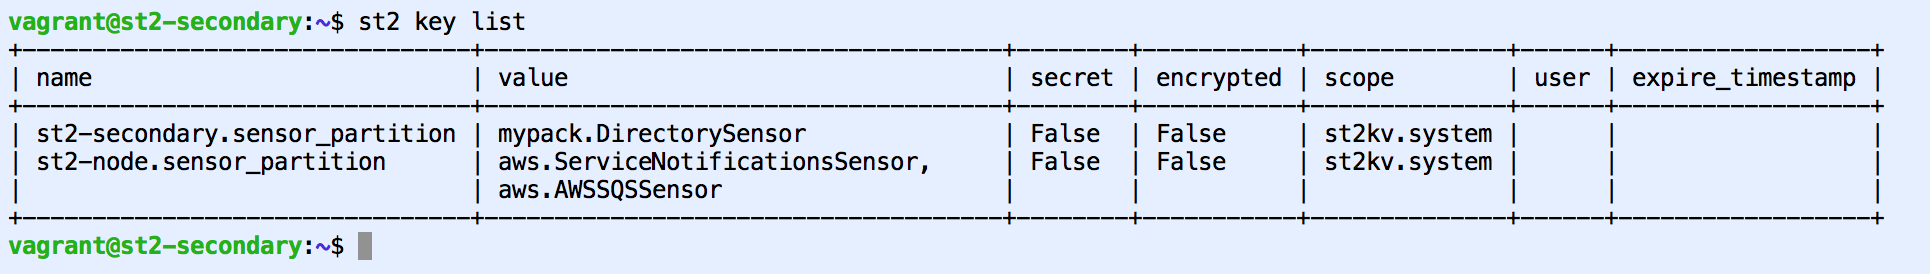 vagrant@st2-secondary:~$ st2 key list
+--------------------------------+--------------------------------------+--------+-----------+--------------+------+------------------+
| name | value | secret | encrypted | scope | user | expire_timestamp |
+--------------------------------+--------------------------------------+--------+-----------+--------------+------+------------------+
| st2-secondary.sensor_partition | mypack.DirectorySensor | False | False | st2kv.system | | |
| st2-node.sensor_partition | aws.ServiceNotificationsSensor, | False | False | st2kv.system | | |
| | aws.AWSSQSSensor | | | | | |
+--------------------------------+--------------------------------------+--------+-----------+--------------+------+------------------+
vagrant@st2-secondary:~$